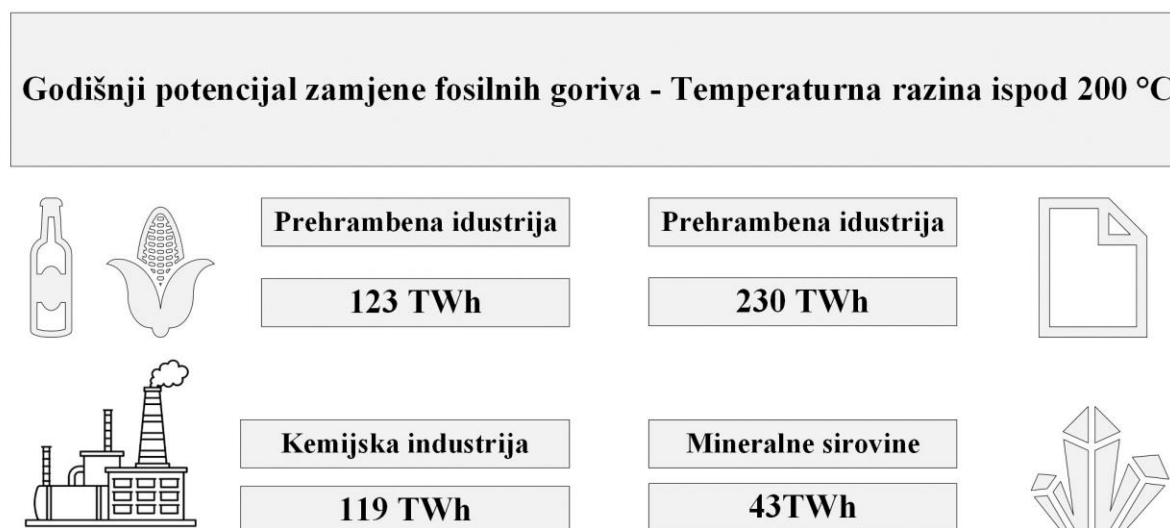 Godišnji potencijal zamjene fosilnih goriva - Temperaturna razina ispod 200 °C
Prehrambena idustrija
Prehrambena idustrija
123 TWh
230 TWh
Kemijska industrija
Mineralne sirovine
119 TWh
43TWh